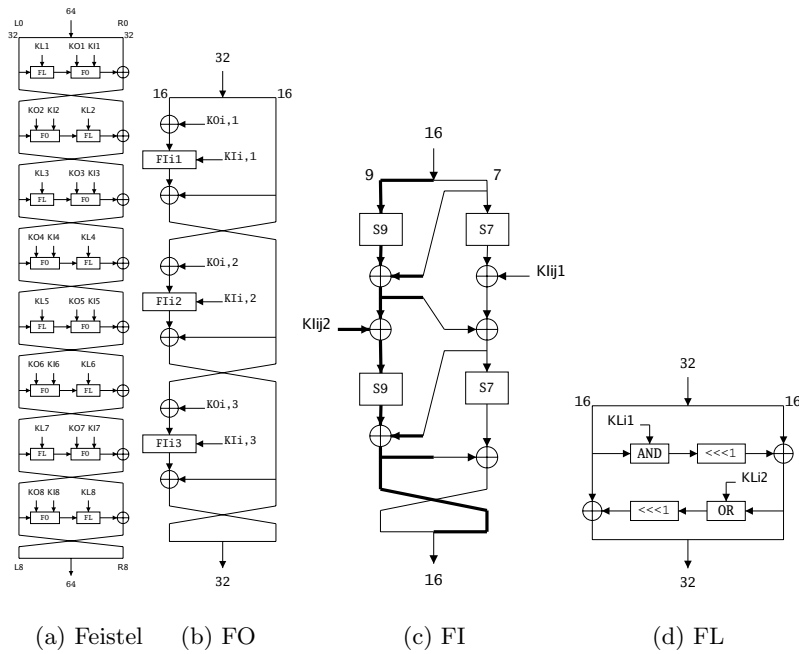 L0 64 R0
32 32
KL1 KO1 KI1
FL FO
KO2 KI2 KL2
FO FL
KL3 KO3 KI3
FL FO
KO4 KI4 KL4
FO FL
KL5 KO5 KI5
FL FO
KO6 KI6 KL6
FO FL
KL7 KO7 KI7
FL FO
KO8 KI8 KL8
FO FL
L8 R8
64
(a) Feistel
32
16 16
KOi,1
FIi1 KIi,1
KOi,2
FIi2 KIi,2
KOi,3
FIi3 KIi,3
32
(b) FO
16
9 7
S9 S7
KIij1
KIij2
S9 S7
16
(c) FI
32
16 16
KLi1
AND <<<1
KLi2
<<<1 OR
32
(d) FL